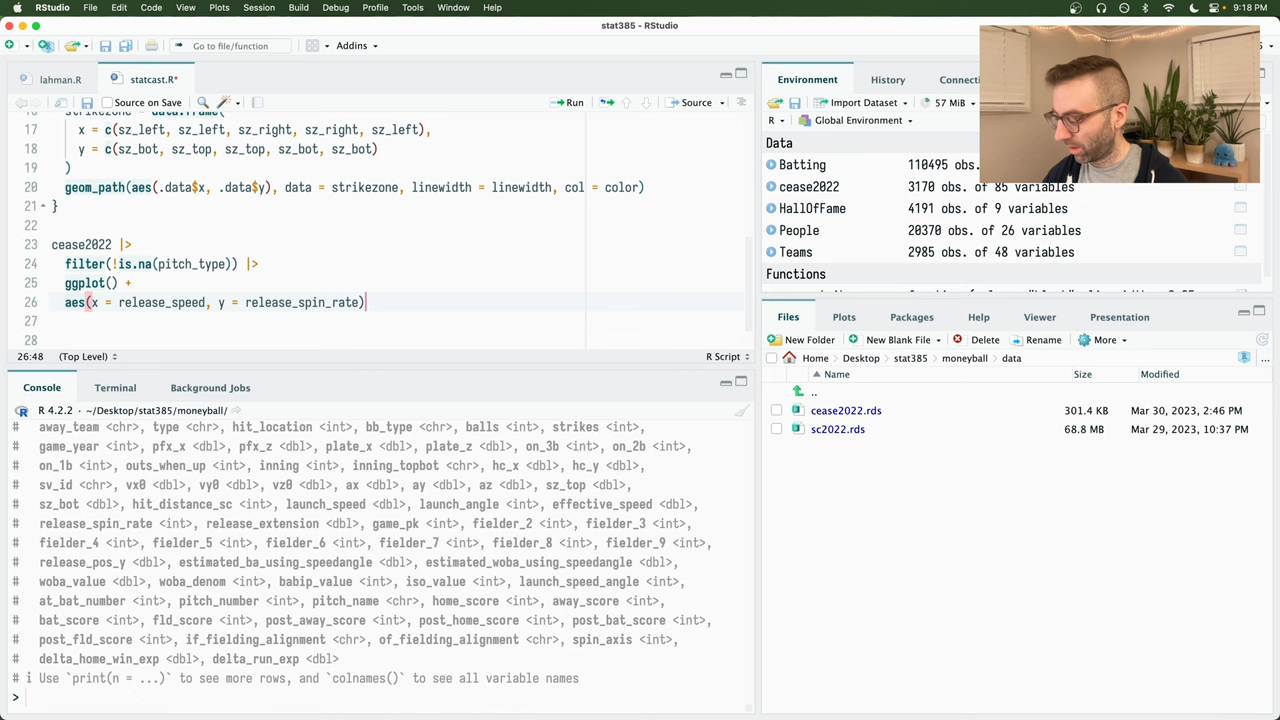 RStudio File Edit Code View Plots Session Build Debug Profile Tools Window Help 9:18 PM
stat385 - RStudio
Go to file/function Addins
lahman.R statcast.R*
Source on Save Run Source
17 x = c(sz_left, sz_left, sz_right, sz_right, sz_left),
18 y = c(sz_bot, sz_top, sz_top, sz_bot, sz_bot)
19 )
20 geom_path(aes(.data$x, .data$y), data = strikezone, linewidth = linewidth, col = color)
21 }
22
23 cease2022 |>
24 filter(!is.na(pitch_type)) |>
25 ggplot() +
26 aes(x = release_speed, y = release_spin_rate)
27
28
26:48 (Top Level) R Script
Console Terminal Background Jobs
R 4.2.2 · ~/Desktop/stat385/moneyball/
# away_team <chr>, type <chr>, hit_location <int>, bb_type <chr>, balls <int>, strikes <int>,
# game_year <int>, pfx_x <dbl>, pfx_z <dbl>, plate_x <dbl>, plate_z <dbl>, on_3b <int>, on_2b <int>,
# on_1b <int>, outs_when_up <int>, inning <int>, inning_topbot <chr>, hc_x <dbl>, hc_y <dbl>,
# sv_id <chr>, vx0 <dbl>, vy0 <dbl>, vz0 <dbl>, ax <dbl>, ay <dbl>, az <dbl>, sz_top <dbl>,
# sz_bot <dbl>, hit_distance_sc <int>, launch_speed <dbl>, launch_angle <int>, effective_speed <dbl>,
# release_spin_rate <int>, release_extension <dbl>, game_pk <int>, fielder_2 <int>, fielder_3 <int>,
# fielder_4 <int>, fielder_5 <int>, fielder_6 <int>, fielder_7 <int>, fielder_8 <int>, fielder_9 <int>,
# release_pos_y <dbl>, estimated_ba_using_speedangle <dbl>, estimated_woba_using_speedangle <dbl>,
# woba_value <dbl>, woba_denom <int>, babip_value <int>, iso_value <int>, launch_speed_angle <int>,
# at_bat_number <int>, pitch_number <int>, pitch_name <chr>, home_score <int>, away_score <int>,
# bat_score <int>, fld_score <int>, post_away_score <int>, post_home_score <int>, post_bat_score <int>,
# post_fld_score <int>, if_fielding_alignment <chr>, of_fielding_alignment <chr>, spin_axis <int>,
# delta_home_win_exp <dbl>, delta_run_exp <dbl>
# ℹ Use `print(n = ...)` to see more rows, and `colnames()` to see all variable names
>
Environment History
Import Dataset 57 MiB
R Global Environment
Data
Batting 110495 obs.
cease2022 3170 obs. of 85 variables
HallOfFame 4191 obs. of 9 variables
People 20370 obs. of 26 variables
Teams 2985 obs. of 48 variables
Functions
Files Plots Packages Help Viewer Presentation
New Folder New Blank File Delete Rename More
Home Desktop stat385 moneyball data ...
Name Size Modified
..
cease2022.rds 301.4 KB Mar 30, 2023, 2:46 PM
sc2022.rds 68.8 MB Mar 29, 2023, 10:37 PM